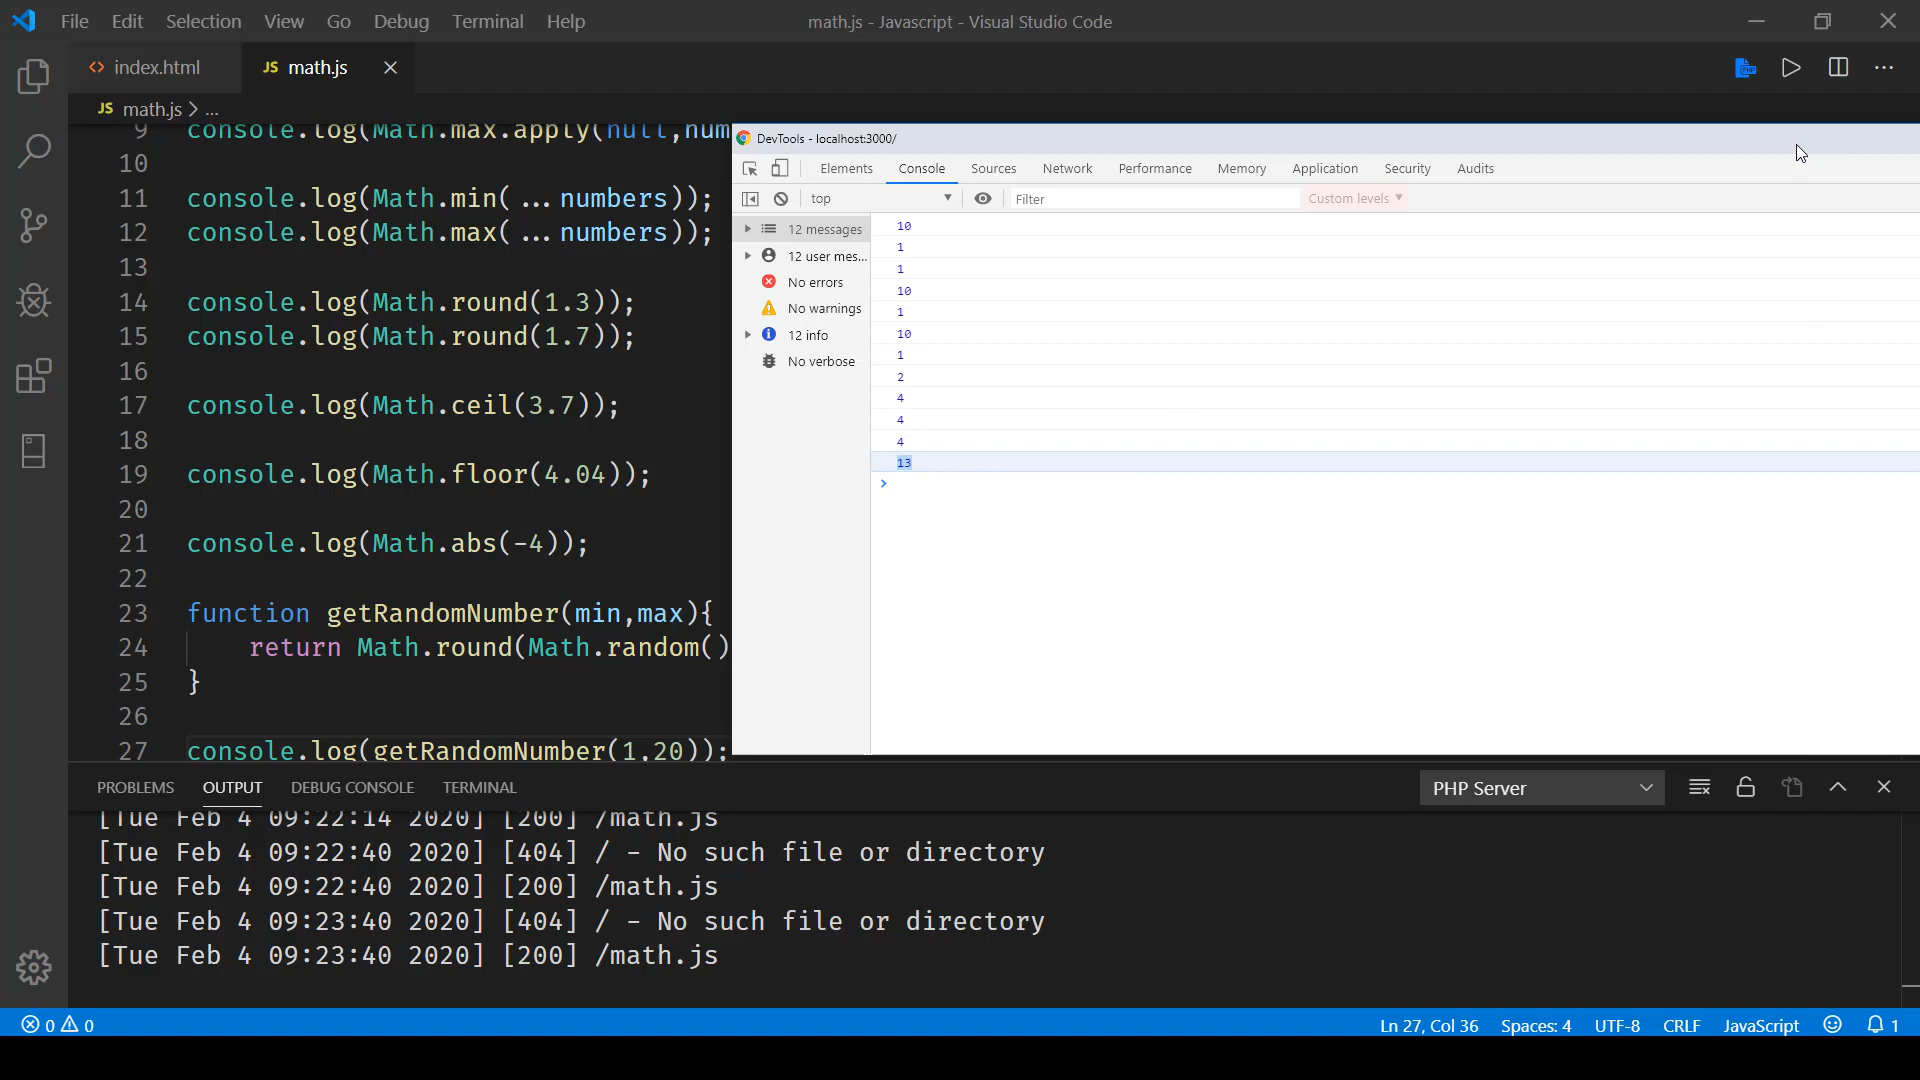 File Edit Selection View Go Debug Terminal Help
math.js - Javascript - Visual Studio Code
<> index.html
JS math.js
JS math.js > ...
9 console.log(Math.max.apply(null,num
10
11 console.log(Math.min(...numbers));
12 console.log(Math.max(...numbers));
13
14 console.log(Math.round(1.3));
15 console.log(Math.round(1.7));
16
17 console.log(Math.ceil(3.7));
18
19 console.log(Math.floor(4.04));
20
21 console.log(Math.abs(-4));
22
23 function getRandomNumber(min,max){
24 return Math.round(Math.random()
25 }
26
27 console.log(getRandomNumber(1,20));
DevTools - localhost:3000/
Elements Console Sources Network Performance Memory Application Security Audits
top Filter Custom levels
12 messages
12 user mes...
No errors
No warnings
12 info
No verbose
10
1
1
10
1
10
1
2
4
4
4
13
>
PROBLEMS OUTPUT DEBUG CONSOLE TERMINAL
PHP Server
[Tue Feb 4 09:22:14 2020] [200] /math.js
[Tue Feb 4 09:22:40 2020] [404] / - No such file or directory
[Tue Feb 4 09:22:40 2020] [200] /math.js
[Tue Feb 4 09:23:40 2020] [404] / - No such file or directory
[Tue Feb 4 09:23:40 2020] [200] /math.js
0 0
Ln 27, Col 36 Spaces: 4 UTF-8 CRLF JavaScript 1